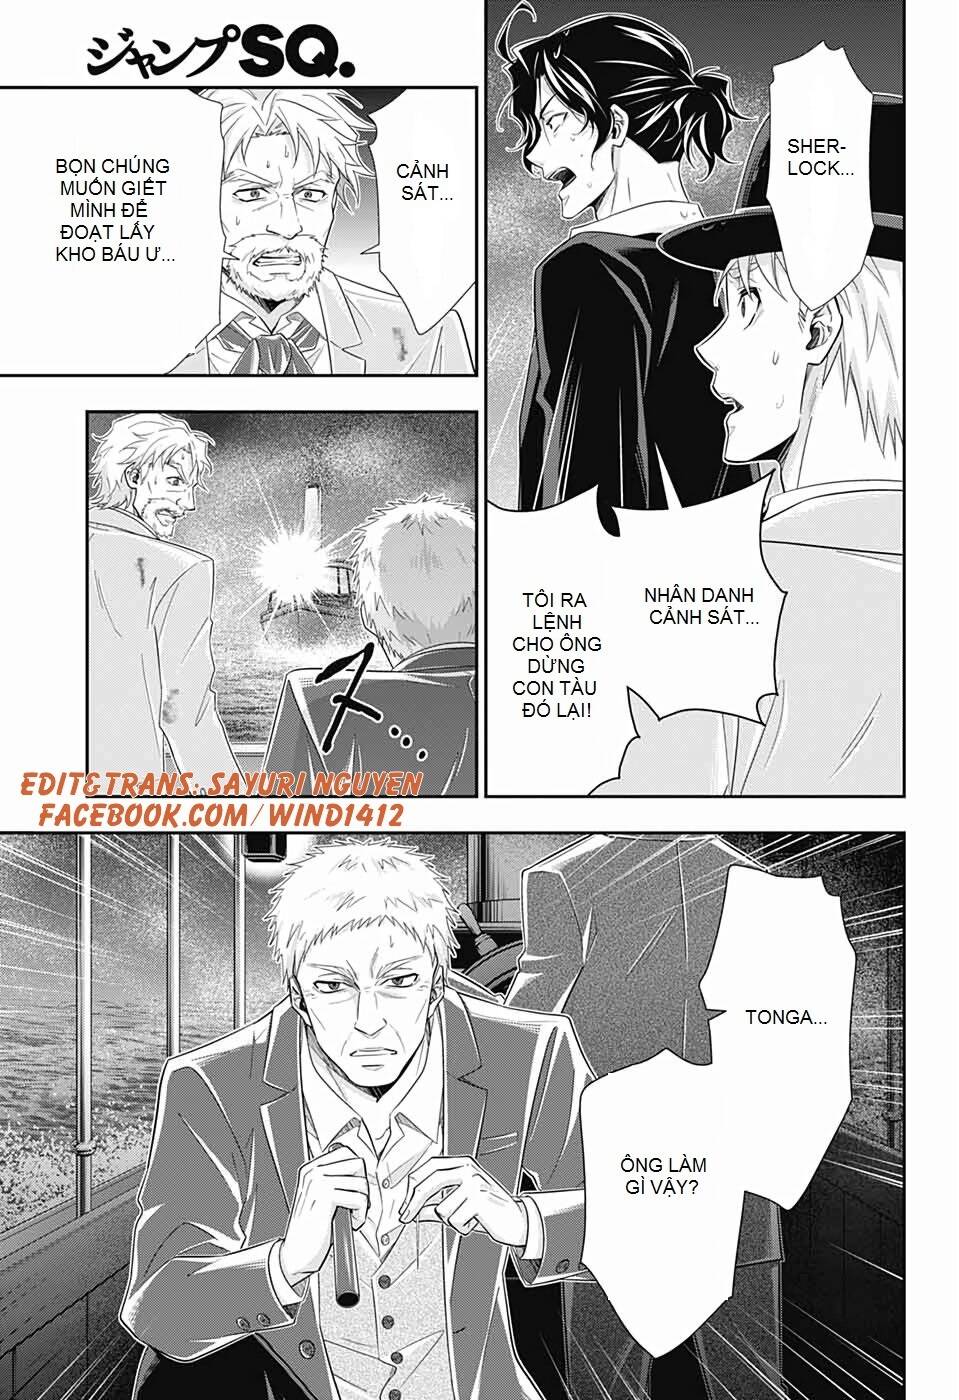 ジャンプSQ.
SHER-
LOCK...
NHÂN DANH
CẢNH SÁT...
TÔI RA
LỆNH
CHO ÔNG
DỪNG
CON TÀU
ĐÓ LẠI!
CẢNH
SÁT...
BỌN CHÚNG
MUỐN GIẾT
MÌNH ĐỂ
ĐOẠT LẤY
KHO BÁU Ư...
ス...
EDIT&TRANS: SAYURI NGUYEN
FACEBOOK.COM/WIND1412
TONGA...
ÔNG LÀM
GÌ VẬY?